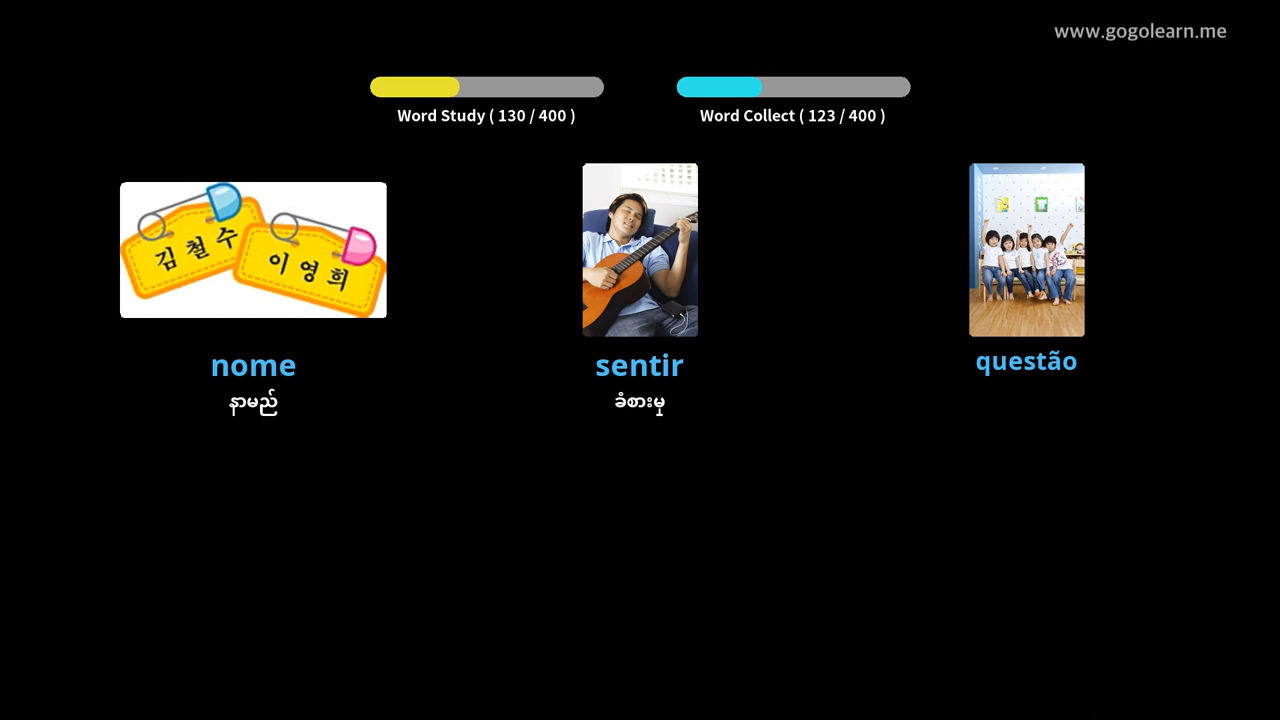 www.gogolearn.me
Word Study ( 130 / 400 )
Word Collect ( 123 / 400 )
김철수
이영희
nome
နာမည်
sentir
ခံစားမှု
questão